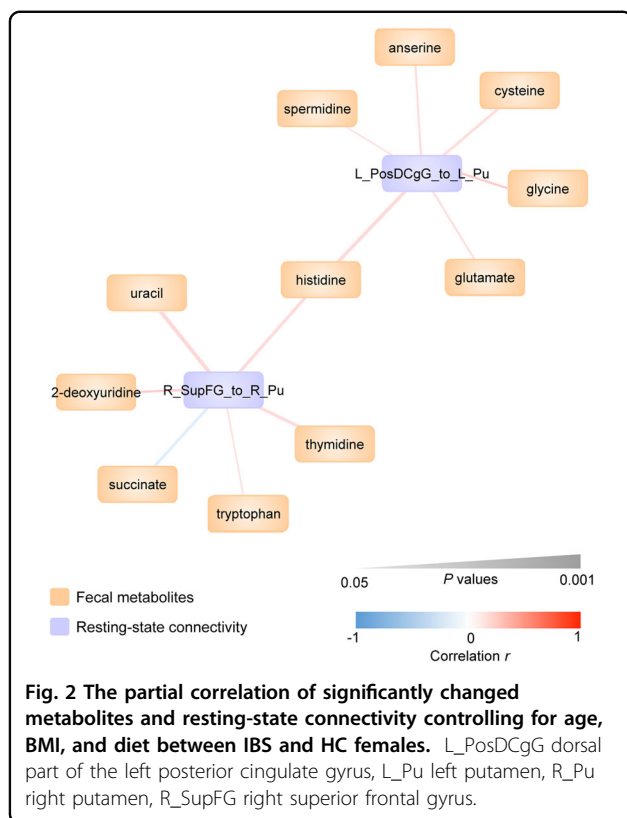 anserine
cysteine
spermidine
L_PosDCgG_to_L_Pu
glycine
histidine
glutamate
uracil
2-deoxyuridine
R_SupFG_to_R_Pu
thymidine
succinate
tryptophan
Fecal metabolites
Resting-state connectivity
0.05 P values 0.001
-1 0 1
Correlation r
Fig. 2 The partial correlation of significantly changed
metabolites and resting-state connectivity controlling for age,
BMI, and diet between IBS and HC females. L_PosDCgG dorsal
part of the left posterior cingulate gyrus, L_Pu left putamen, R_Pu
right putamen, R_SupFG right superior frontal gyrus.